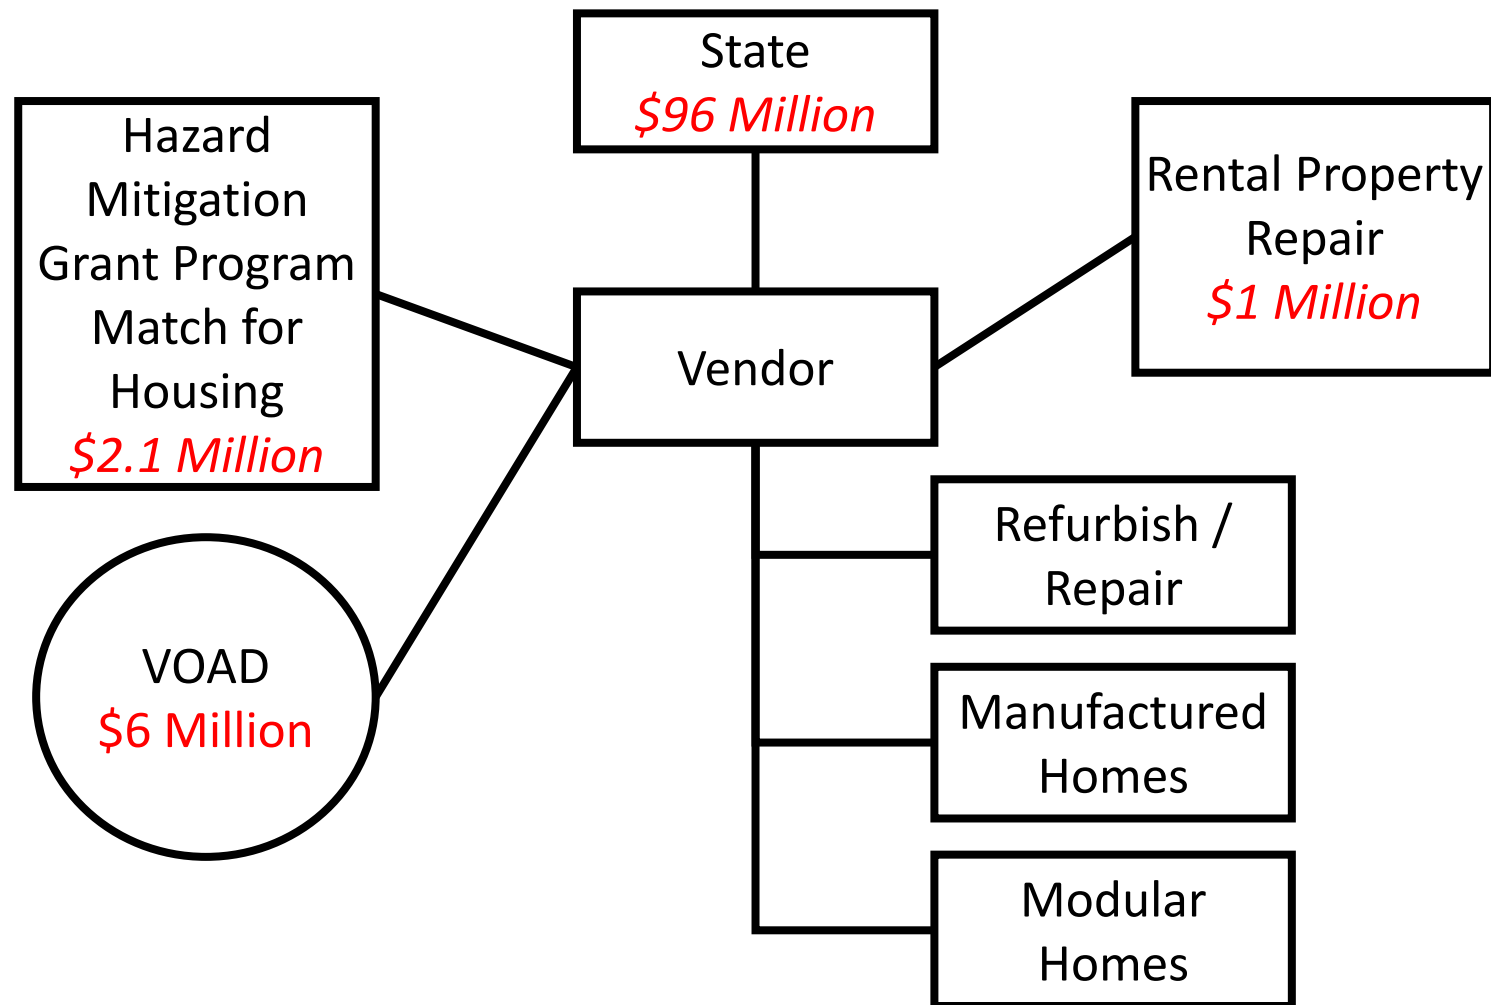 State
$96 Million
Hazard
Mitigation
Grant Program
Match for
Housing
$2.1 Million
Rental Property
Repair
$1 Million
Vendor
Refurbish /
Repair
VOAD
$6 Million
Manufactured
Homes
Modular
Homes